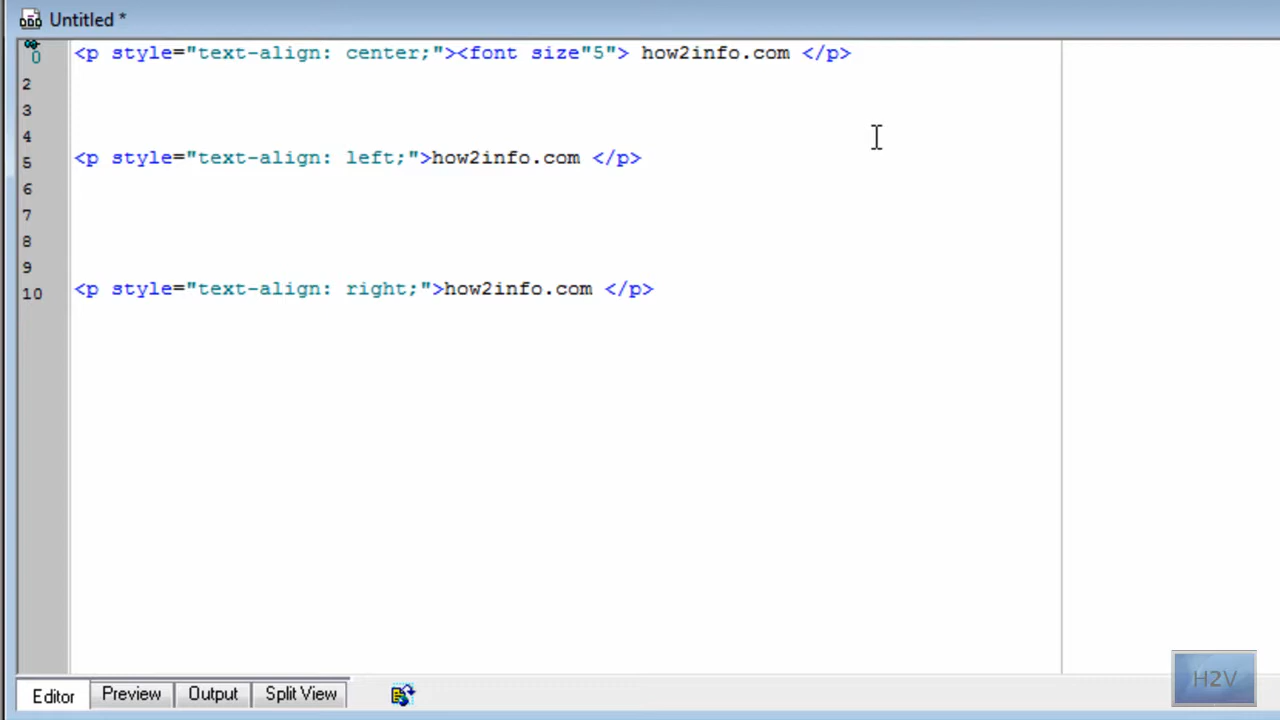 Untitled *
<p style="text-align: center;"><font size"5"> how2info.com </p>
2
3
4
5 <p style="text-align: left;">how2info.com </p>
6
7
8
9
10 <p style="text-align: right;">how2info.com </p>
Editor Preview Output Split View
H2V